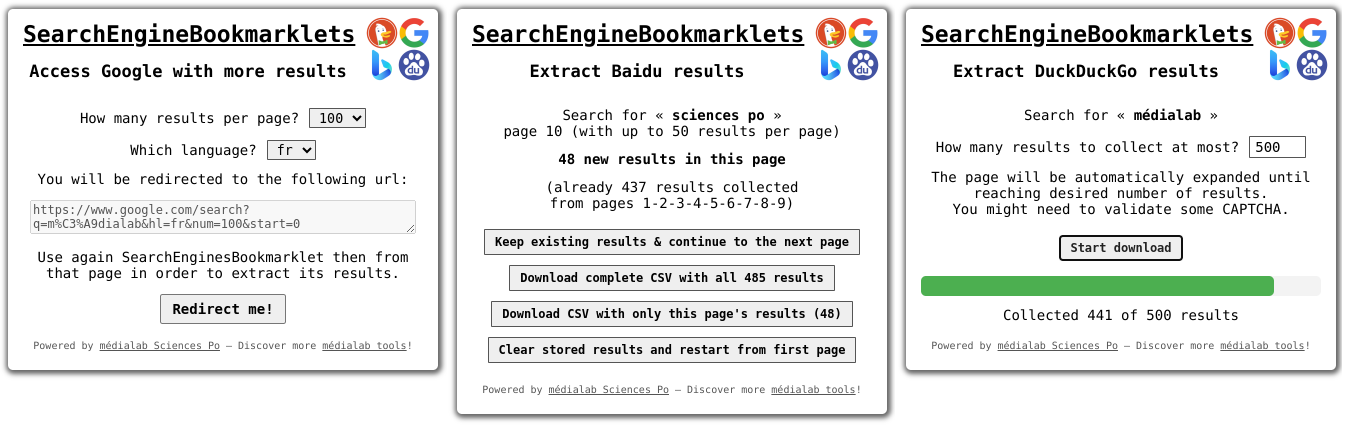 SearchEngineBookmarklets
Access Google with more results
How many results per page? 100
Which language? fr
You will be redirected to the following url:
https://www.google.com/search?
q=m%C3%A9dialab&hl=fr&num=100&start=0
Use again SearchEnginesBookmarklet then from
that page in order to extract its results.
Redirect me!
Powered by médialab Sciences Po – Discover more médialab tools!
SearchEngineBookmarklets
du
Extract Baidu results
Search for « sciences po »
page 10 (with up to 50 results per page)
48 new results in this page
(already 437 results collected
from pages 1-2-3-4-5-6-7-8-9)
Keep existing results & continue to the next page
Download complete CSV with all 485 results
Download CSV with only this page's results (48)
Clear stored results and restart from first page
Powered by médialab Sciences Po – Discover more médialab tools!
SearchEngineBookmarklets
du
Extract DuckDuckGo results
Search for « médialab »
How many results to collect at most? 500
The page will be automatically expanded until
reaching desired number of results.
You might need to validate some CAPTCHA.
Start download
Collected 441 of 500 results
Powered by médialab Sciences Po – Discover more médialab tools!
du